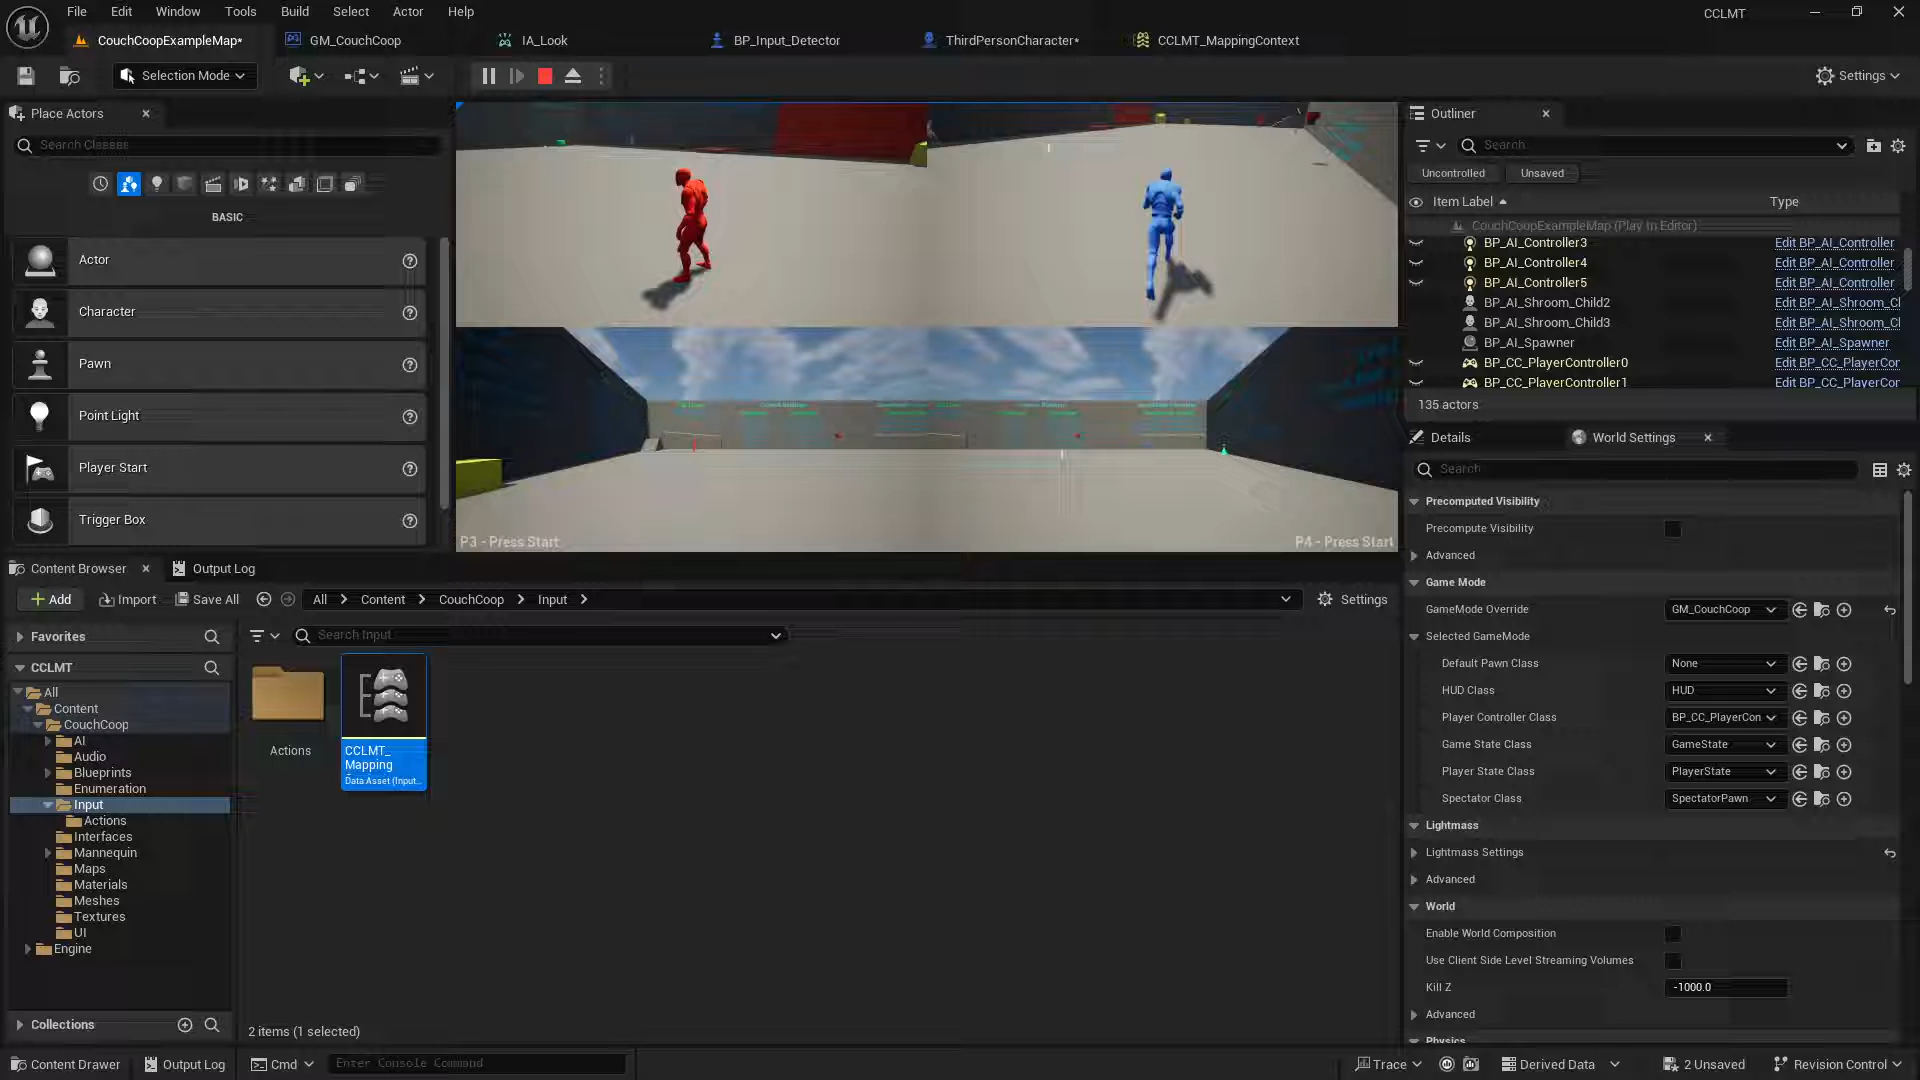 File Edit Window Tools Build Select Actor Help
CCLMT
CouchCoopExampleMap* GM_CouchCoop IA_Look BP_Input_Detector ThirdPersonCharacter* CCLMT_MappingContext
Selection Mode Settings
Place Actors
Search Classes
BASIC
Actor
Character
Pawn
Point Light
Player Start
Trigger Box
P3 - Press Start P4 - Press Start
Outliner
Search
Uncontrolled Unsaved
Item Label Type
CouchCoopExampleMap (Play In Editor)
BP_AI_Controller3 Edit BP_AI_Controller
BP_AI_Controller4 Edit BP_AI_Controller
BP_AI_Controller5 Edit BP_AI_Controller
BP_AI_Shroom_Child2 Edit BP_AI_Shroom_Cl
BP_AI_Shroom_Child3 Edit BP_AI_Shroom_Cl
BP_AI_Spawner Edit BP_AI_Spawner
BP_CC_PlayerController0 Edit BP_CC_PlayerCor
BP_CC_PlayerController1 Edit BP_CC_PlayerCor
135 actors
Details World Settings
Search
Precomputed Visibility
Precompute Visibility
Advanced
Game Mode
GameMode Override GM_CouchCoop
Selected GameMode
Default Pawn Class None
HUD Class HUD
Player Controller Class BP_CC_PlayerCon
Game State Class GameState
Player State Class PlayerState
Spectator Class SpectatorPawn
Lightmass
Lightmass Settings
Advanced
World
Enable World Composition
Use Client Side Level Streaming Volumes
Kill Z -1000.0
Advanced
Physics
Content Browser Output Log
Add Import Save All All Content CouchCoop Input Settings
Favorites
Search Input
CCLMT
All
Content
CouchCoop
AI
Audio
Blueprints
Enumeration
Input
Actions
Interfaces
Mannequin
Maps
Materials
Meshes
Textures
UI
Engine
Collections
Actions
CCLMT_
Mapping
Data Asset (Input...
2 items (1 selected)
Content Drawer Output Log Cmd Enter Console Command Trace Derived Data 2 Unsaved Revision Control